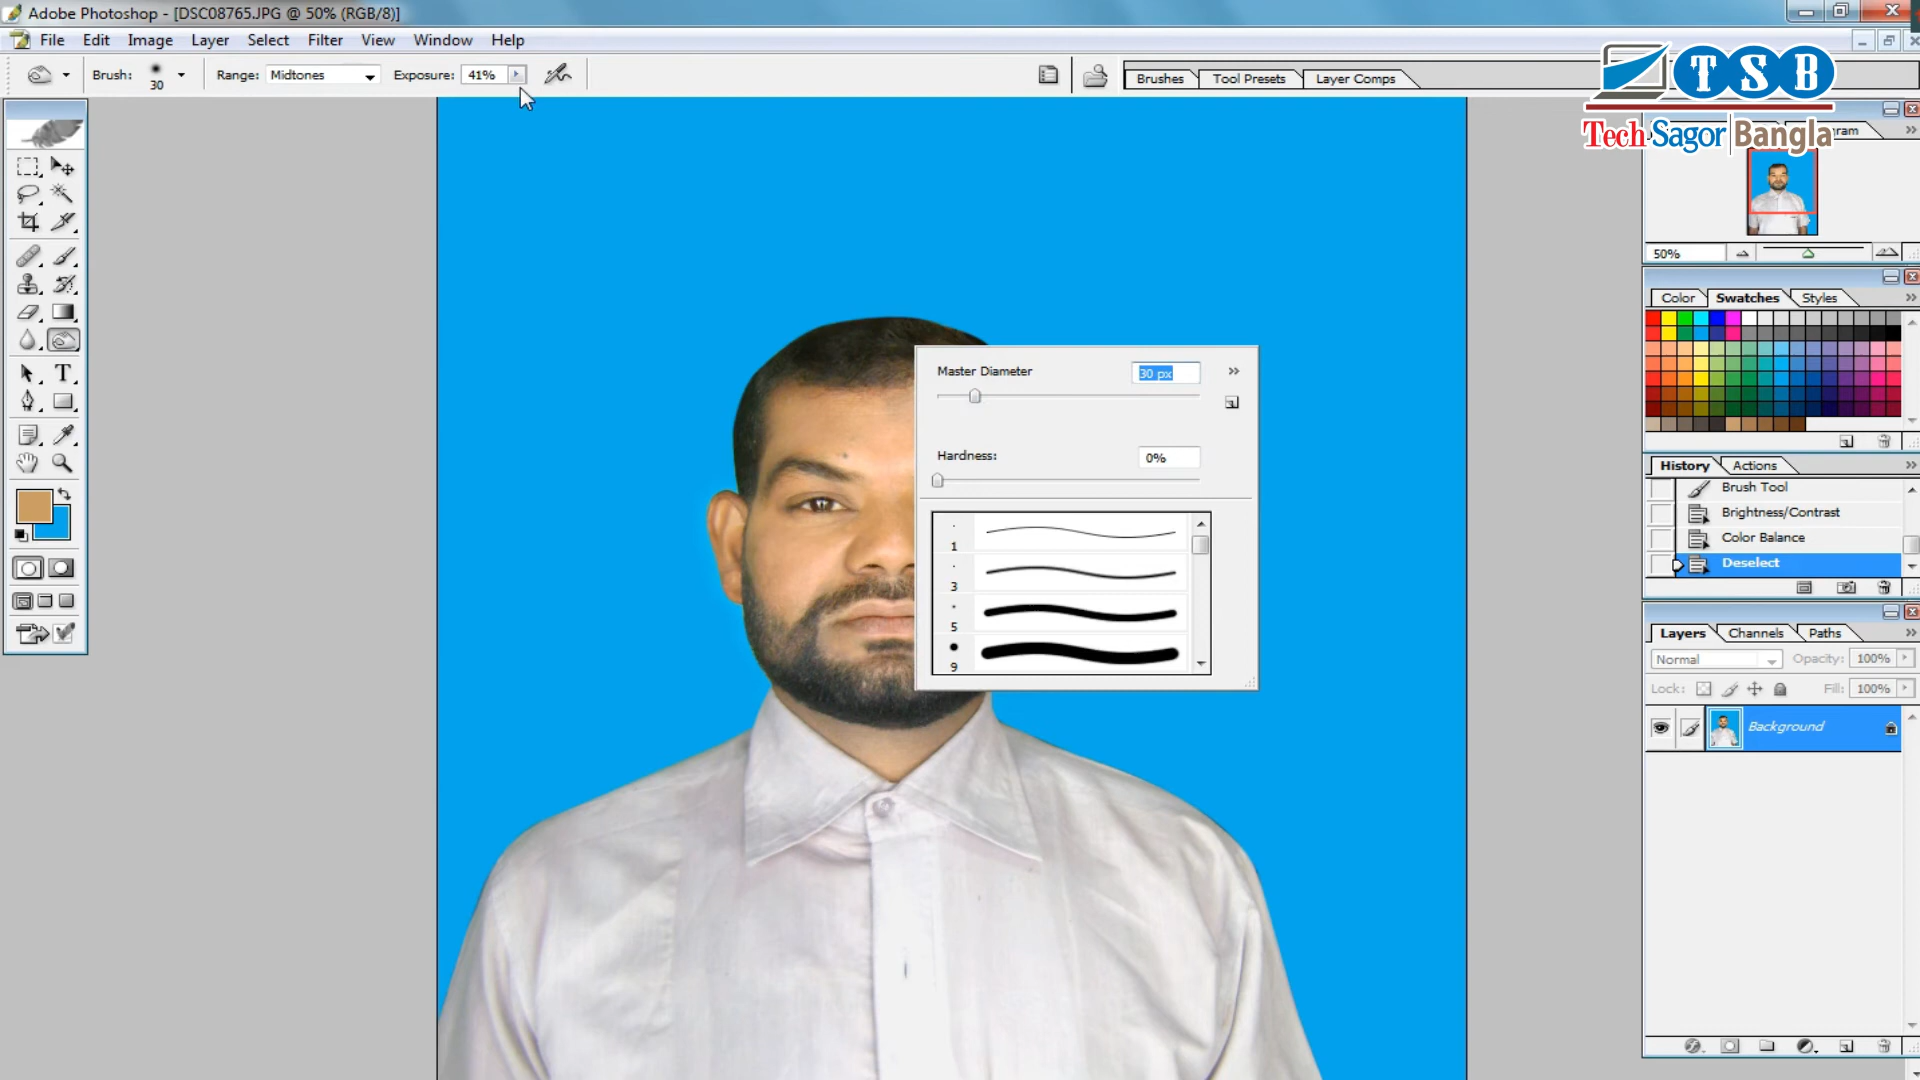 Adobe Photoshop - [DSC08765.JPG @ 50% (RGB/8)]
File Edit Image Layer Select Filter View Window Help
Brush: 30 Range: Midtones Exposure: 41%
Brushes Tool Presets Layer Comps
TSB
Tech Sagor Bangla
50%
Color Swatches Styles
Master Diameter 30 px
Hardness: 0%
1
3
5
9
History Actions
Brush Tool
Brightness/Contrast
Color Balance
Deselect
Layers Channels Paths
Normal Opacity: 100%
Lock: Fill: 100%
Background